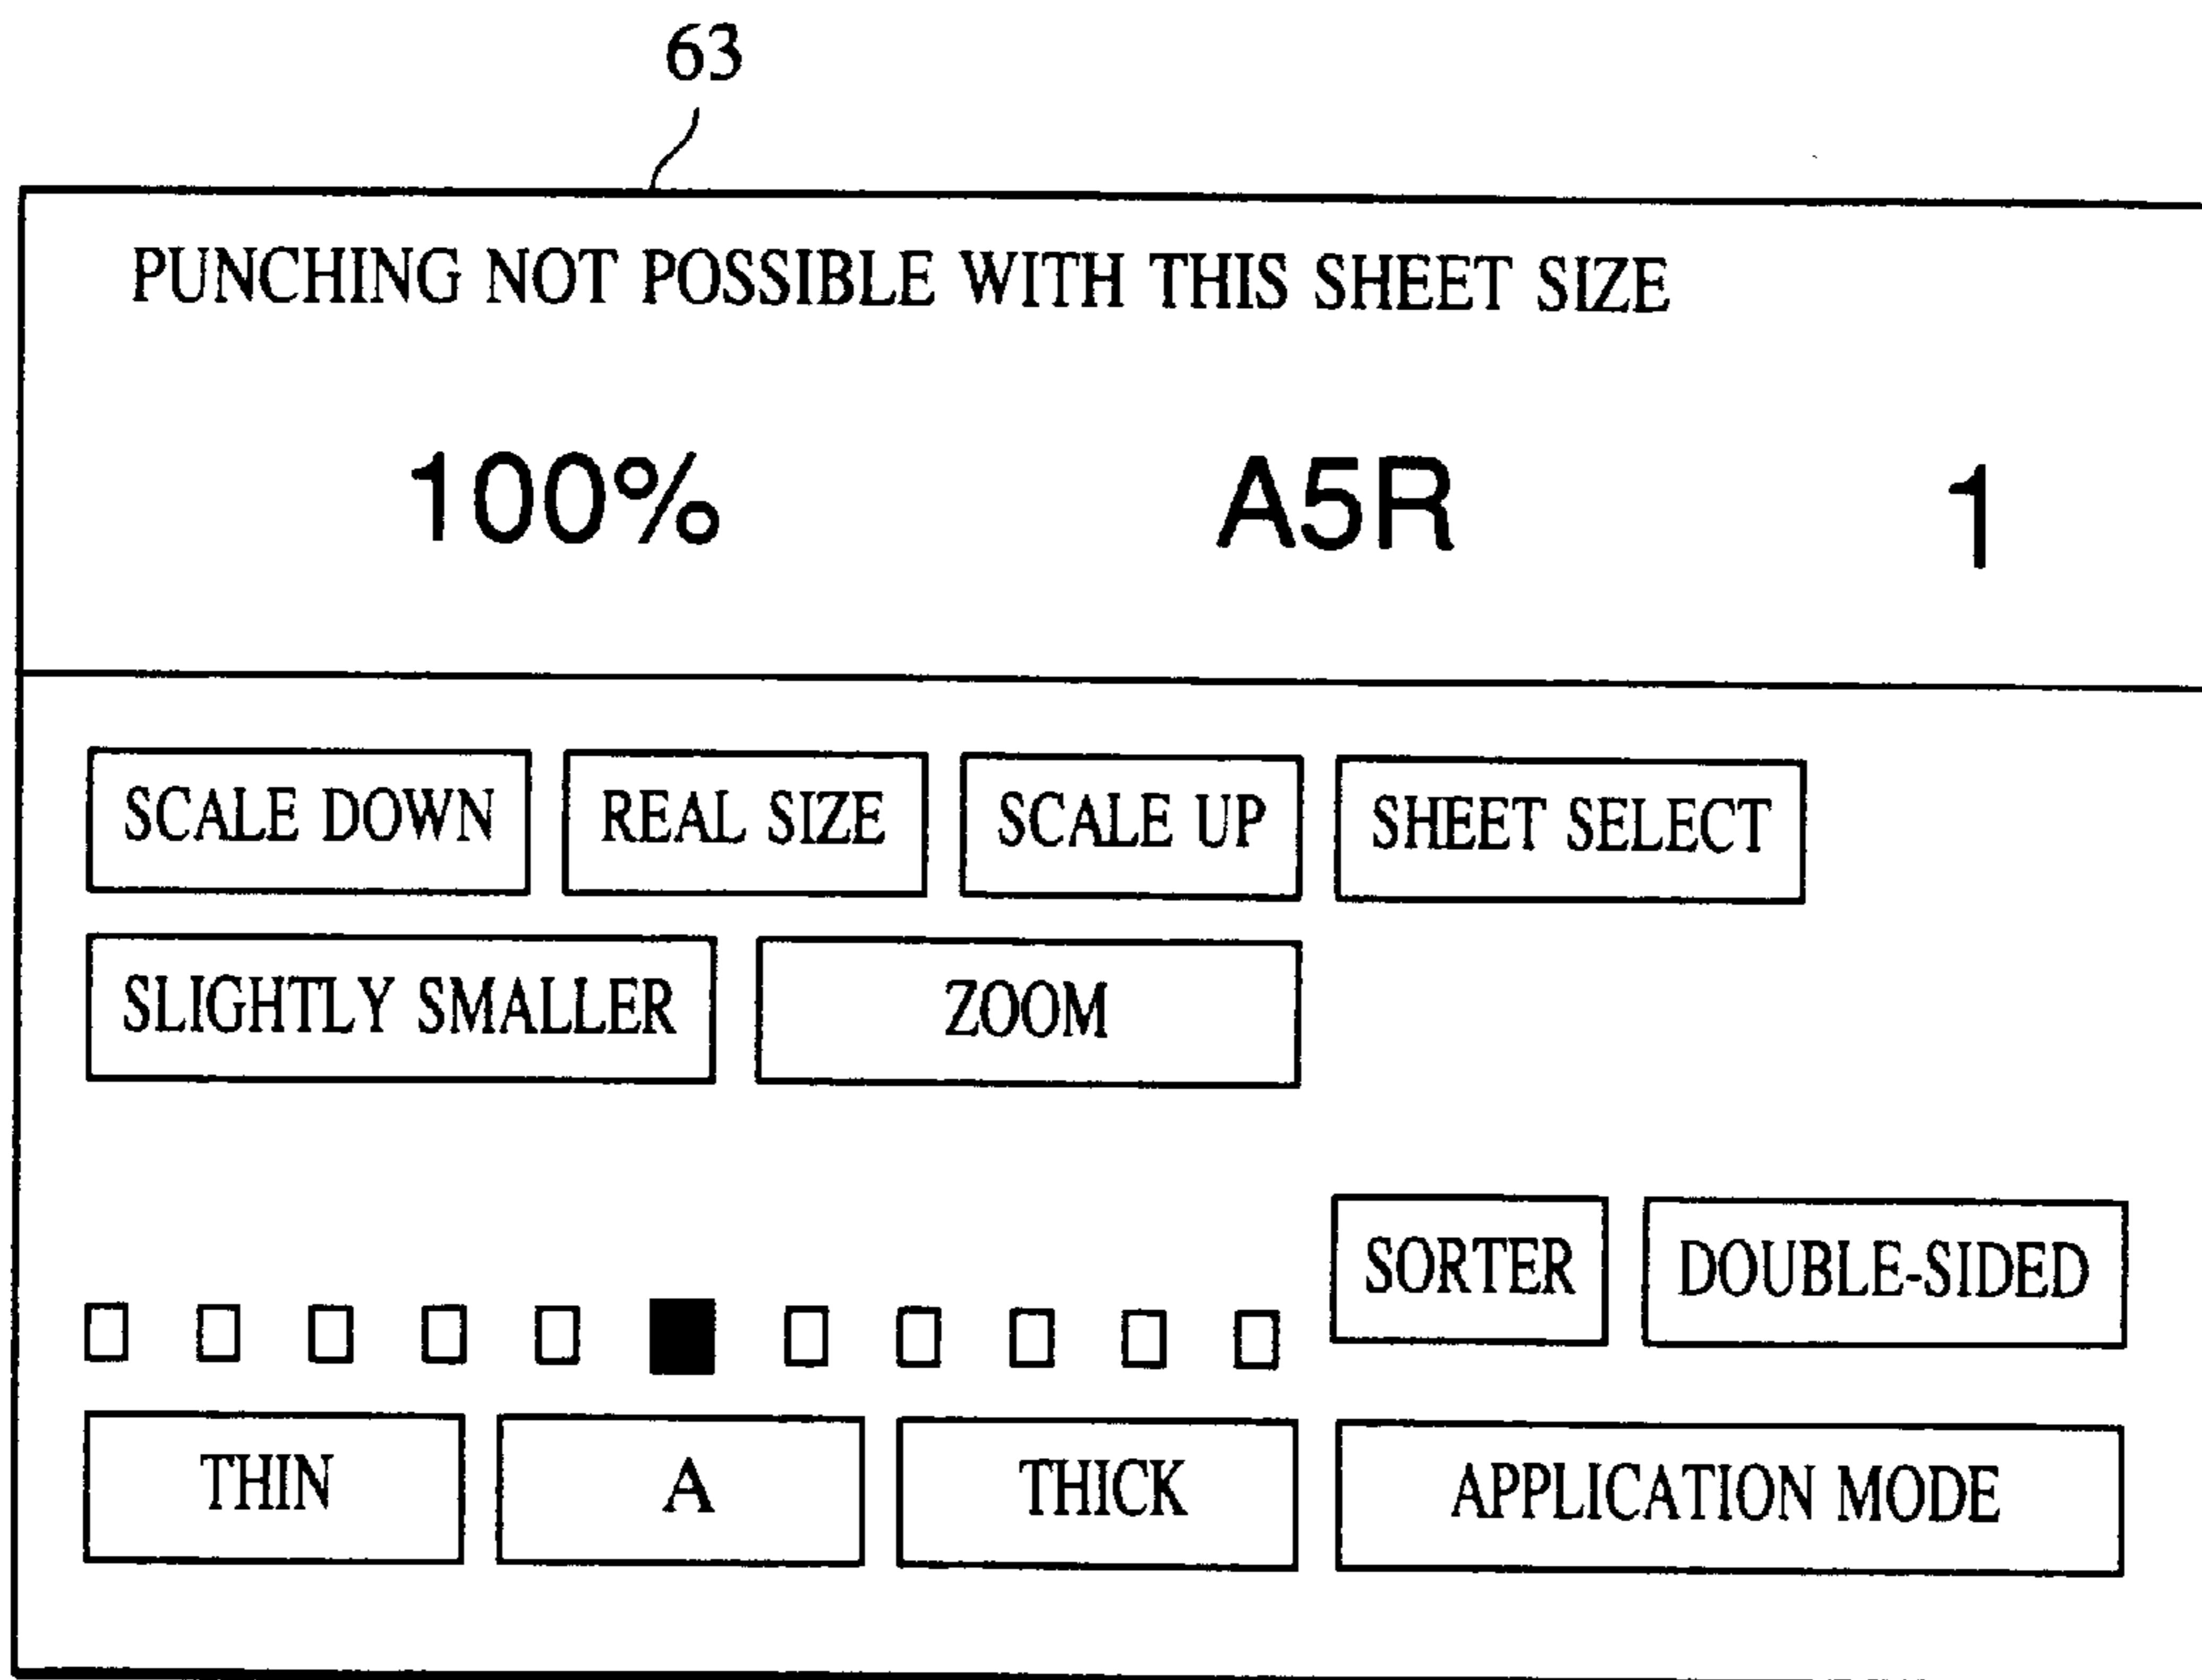 63
PUNCHING NOT POSSIBLE WITH THIS SHEET SIZE
100% A5R 1
SCALE DOWN REAL SIZE SCALE UP SHEET SELECT
SLIGHTLY SMALLER ZOOM
SORTER DOUBLE-SIDED
THIN A THICK APPLICATION MODE